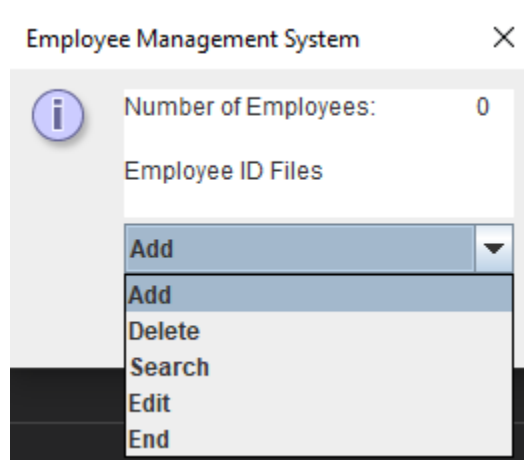 Employee Management System
Number of Employees: 0
Employee ID Files
Add
Add
Delete
Search
Edit
End